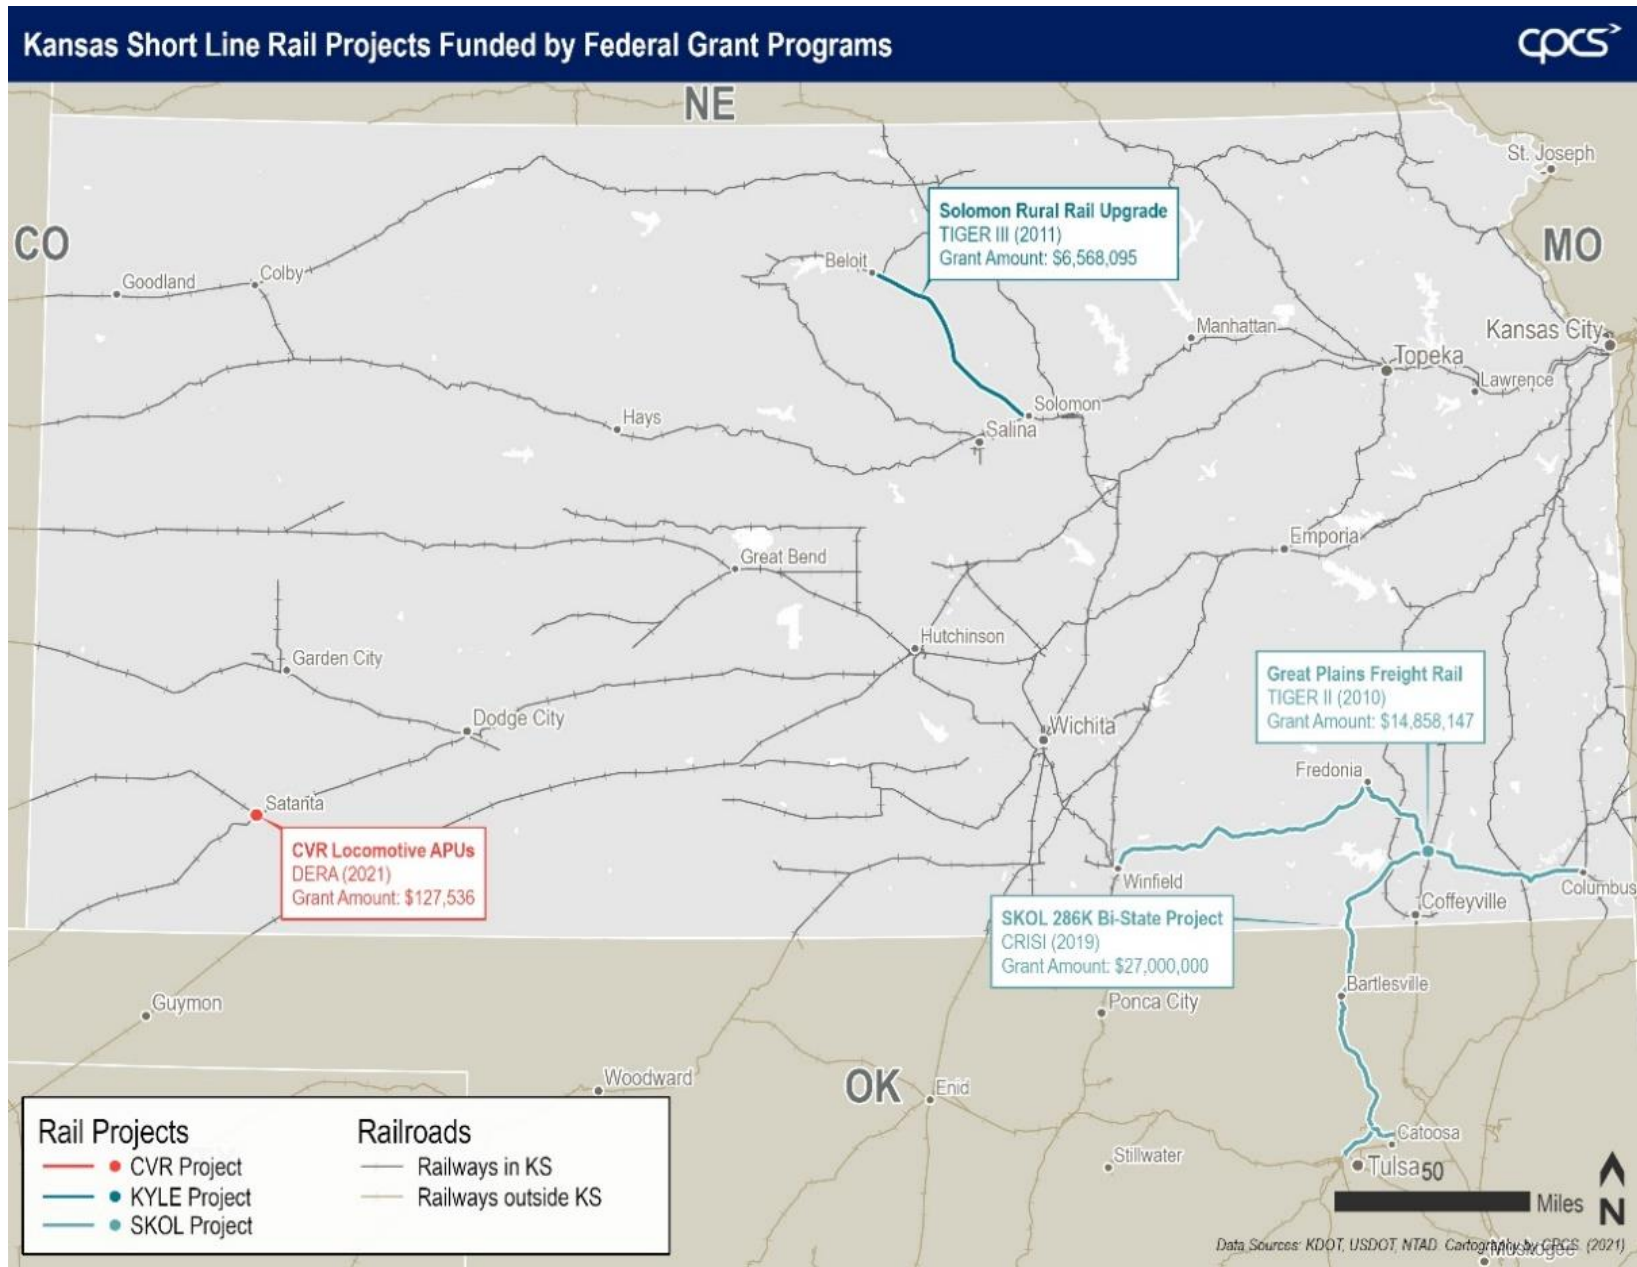 Kansas Short Line Rail Projects Funded by Federal Grant Programs
cpcs
NE
St. Joseph
CO
MO
Solomon Rural Rail Upgrade
TIGER III (2011)
Grant Amount: $6,568,095
Beloit
Goodland
Colby
Manhattan
Kansas City
Topeka
Lawrence
Hays
Solomon
Salina
Emporia
Great Bend
Hutchinson
Garden City
Dodge City
Wichita
Great Plains Freight Rail
TIGER II (2010)
Grant Amount: $14,858,147
Fredonia
Satanta
CVR Locomotive APUs
DERA (2021)
Grant Amount: $127,536
Winfield
Columbus
Coffeyville
SKOL 286K Bi-State Project
CRISI (2019)
Grant Amount: $27,000,000
Bartlesville
Guymon
Ponca City
Woodward
OK
Enid
Catoosa
Stillwater
Tulsa
50
Miles
N
Rail Projects
CVR Project
KYLE Project
SKOL Project
Railroads
Railways in KS
Railways outside KS
Data Sources: KDOT, USDOT, NTAD. Cartography by CPCS. (2021)
Muskogee